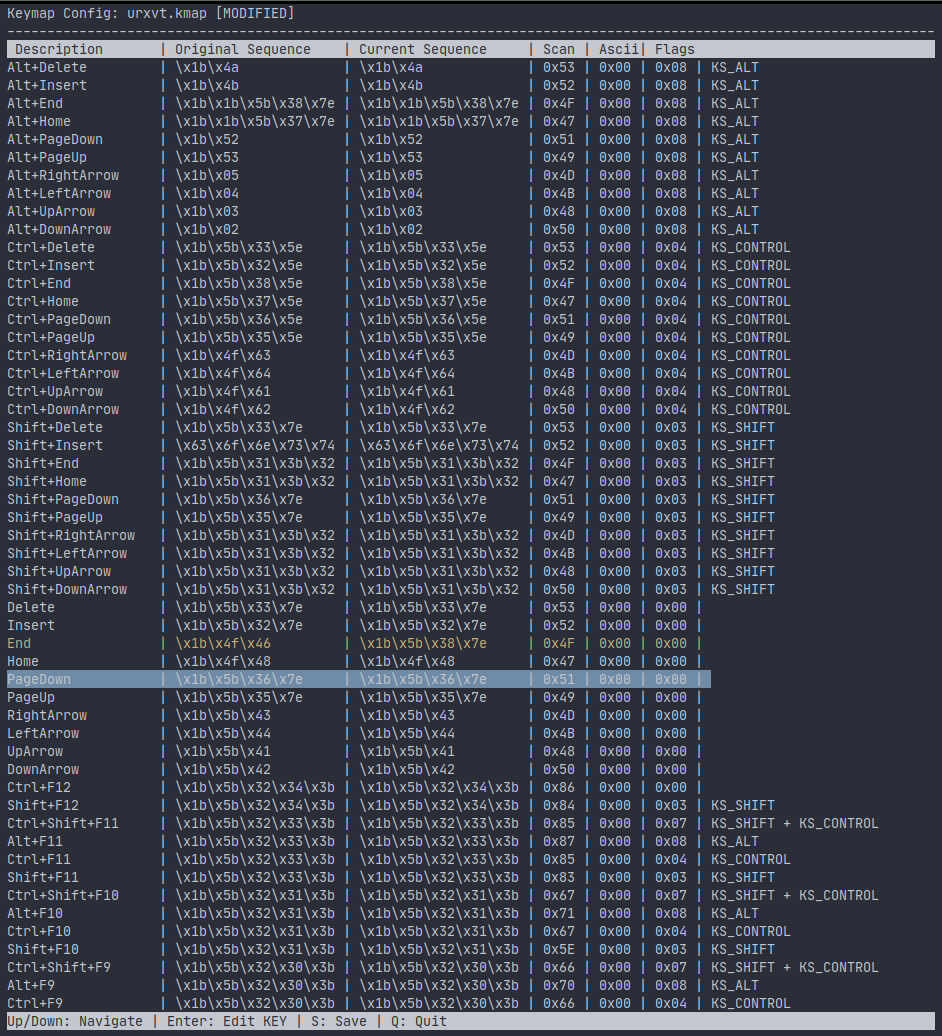 Keymap Config: urxvt.kmap [MODIFIED]
--------------------------------------------------------------------------------------------------------------------
Description | Original Sequence | Current Sequence | Scan | Ascii| Flags
Alt+Delete | \x1b\x4a | \x1b\x4a | 0x53 | 0x00 | 0x08 | KS_ALT
Alt+Insert | \x1b\x4b | \x1b\x4b | 0x52 | 0x00 | 0x08 | KS_ALT
Alt+End | \x1b\x1b\x5b\x38\x7e | \x1b\x1b\x5b\x38\x7e | 0x4F | 0x00 | 0x08 | KS_ALT
Alt+Home | \x1b\x1b\x5b\x37\x7e | \x1b\x1b\x5b\x37\x7e | 0x47 | 0x00 | 0x08 | KS_ALT
Alt+PageDown | \x1b\x52 | \x1b\x52 | 0x51 | 0x00 | 0x08 | KS_ALT
Alt+PageUp | \x1b\x53 | \x1b\x53 | 0x49 | 0x00 | 0x08 | KS_ALT
Alt+RightArrow | \x1b\x05 | \x1b\x05 | 0x4D | 0x00 | 0x08 | KS_ALT
Alt+LeftArrow | \x1b\x04 | \x1b\x04 | 0x4B | 0x00 | 0x08 | KS_ALT
Alt+UpArrow | \x1b\x03 | \x1b\x03 | 0x48 | 0x00 | 0x08 | KS_ALT
Alt+DownArrow | \x1b\x02 | \x1b\x02 | 0x50 | 0x00 | 0x08 | KS_ALT
Ctrl+Delete | \x1b\x5b\x33\x5e | \x1b\x5b\x33\x5e | 0x53 | 0x00 | 0x04 | KS_CONTROL
Ctrl+Insert | \x1b\x5b\x32\x5e | \x1b\x5b\x32\x5e | 0x52 | 0x00 | 0x04 | KS_CONTROL
Ctrl+End | \x1b\x5b\x38\x5e | \x1b\x5b\x38\x5e | 0x4F | 0x00 | 0x04 | KS_CONTROL
Ctrl+Home | \x1b\x5b\x37\x5e | \x1b\x5b\x37\x5e | 0x47 | 0x00 | 0x04 | KS_CONTROL
Ctrl+PageDown | \x1b\x5b\x36\x5e | \x1b\x5b\x36\x5e | 0x51 | 0x00 | 0x04 | KS_CONTROL
Ctrl+PageUp | \x1b\x5b\x35\x5e | \x1b\x5b\x35\x5e | 0x49 | 0x00 | 0x04 | KS_CONTROL
Ctrl+RightArrow | \x1b\x4f\x63 | \x1b\x4f\x63 | 0x4D | 0x00 | 0x04 | KS_CONTROL
Ctrl+LeftArrow | \x1b\x4f\x64 | \x1b\x4f\x64 | 0x4B | 0x00 | 0x04 | KS_CONTROL
Ctrl+UpArrow | \x1b\x4f\x61 | \x1b\x4f\x61 | 0x48 | 0x00 | 0x04 | KS_CONTROL
Ctrl+DownArrow | \x1b\x4f\x62 | \x1b\x4f\x62 | 0x50 | 0x00 | 0x04 | KS_CONTROL
Shift+Delete | \x1b\x5b\x33\x7e | \x1b\x5b\x33\x7e | 0x53 | 0x00 | 0x03 | KS_SHIFT
Shift+Insert | \x63\x6f\x6e\x73\x74 | \x63\x6f\x6e\x73\x74 | 0x52 | 0x00 | 0x03 | KS_SHIFT
Shift+End | \x1b\x5b\x31\x3b\x32 | \x1b\x5b\x31\x3b\x32 | 0x4F | 0x00 | 0x03 | KS_SHIFT
Shift+Home | \x1b\x5b\x31\x3b\x32 | \x1b\x5b\x31\x3b\x32 | 0x47 | 0x00 | 0x03 | KS_SHIFT
Shift+PageDown | \x1b\x5b\x36\x7e | \x1b\x5b\x36\x7e | 0x51 | 0x00 | 0x03 | KS_SHIFT
Shift+PageUp | \x1b\x5b\x35\x7e | \x1b\x5b\x35\x7e | 0x49 | 0x00 | 0x03 | KS_SHIFT
Shift+RightArrow | \x1b\x5b\x31\x3b\x32 | \x1b\x5b\x31\x3b\x32 | 0x4D | 0x00 | 0x03 | KS_SHIFT
Shift+LeftArrow | \x1b\x5b\x31\x3b\x32 | \x1b\x5b\x31\x3b\x32 | 0x4B | 0x00 | 0x03 | KS_SHIFT
Shift+UpArrow | \x1b\x5b\x31\x3b\x32 | \x1b\x5b\x31\x3b\x32 | 0x48 | 0x00 | 0x03 | KS_SHIFT
Shift+DownArrow | \x1b\x5b\x31\x3b\x32 | \x1b\x5b\x31\x3b\x32 | 0x50 | 0x00 | 0x03 | KS_SHIFT
Delete | \x1b\x5b\x33\x7e | \x1b\x5b\x33\x7e | 0x53 | 0x00 | 0x00 |
Insert | \x1b\x5b\x32\x7e | \x1b\x5b\x32\x7e | 0x52 | 0x00 | 0x00 |
End | \x1b\x4f\x46 | \x1b\x5b\x38\x7e | 0x4F | 0x00 | 0x00 |
Home | \x1b\x4f\x48 | \x1b\x4f\x48 | 0x47 | 0x00 | 0x00 |
PageDown | \x1b\x5b\x36\x7e | \x1b\x5b\x36\x7e | 0x51 | 0x00 | 0x00 |
PageUp | \x1b\x5b\x35\x7e | \x1b\x5b\x35\x7e | 0x49 | 0x00 | 0x00 |
RightArrow | \x1b\x5b\x43 | \x1b\x5b\x43 | 0x4D | 0x00 | 0x00 |
LeftArrow | \x1b\x5b\x44 | \x1b\x5b\x44 | 0x4B | 0x00 | 0x00 |
UpArrow | \x1b\x5b\x41 | \x1b\x5b\x41 | 0x48 | 0x00 | 0x00 |
DownArrow | \x1b\x5b\x42 | \x1b\x5b\x42 | 0x50 | 0x00 | 0x00 |
Ctrl+F12 | \x1b\x5b\x32\x34\x3b | \x1b\x5b\x32\x34\x3b | 0x86 | 0x00 | 0x00 |
Shift+F12 | \x1b\x5b\x32\x34\x3b | \x1b\x5b\x32\x34\x3b | 0x84 | 0x00 | 0x03 | KS_SHIFT
Ctrl+Shift+F11 | \x1b\x5b\x32\x33\x3b | \x1b\x5b\x32\x33\x3b | 0x85 | 0x00 | 0x07 | KS_SHIFT + KS_CONTROL
Alt+F11 | \x1b\x5b\x32\x33\x3b | \x1b\x5b\x32\x33\x3b | 0x87 | 0x00 | 0x08 | KS_ALT
Ctrl+F11 | \x1b\x5b\x32\x33\x3b | \x1b\x5b\x32\x33\x3b | 0x85 | 0x00 | 0x04 | KS_CONTROL
Shift+F11 | \x1b\x5b\x32\x33\x3b | \x1b\x5b\x32\x33\x3b | 0x83 | 0x00 | 0x03 | KS_SHIFT
Ctrl+Shift+F10 | \x1b\x5b\x32\x31\x3b | \x1b\x5b\x32\x31\x3b | 0x67 | 0x00 | 0x07 | KS_SHIFT + KS_CONTROL
Alt+F10 | \x1b\x5b\x32\x31\x3b | \x1b\x5b\x32\x31\x3b | 0x71 | 0x00 | 0x08 | KS_ALT
Ctrl+F10 | \x1b\x5b\x32\x31\x3b | \x1b\x5b\x32\x31\x3b | 0x67 | 0x00 | 0x04 | KS_CONTROL
Shift+F10 | \x1b\x5b\x32\x31\x3b | \x1b\x5b\x32\x31\x3b | 0x5E | 0x00 | 0x03 | KS_SHIFT
Ctrl+Shift+F9 | \x1b\x5b\x32\x30\x3b | \x1b\x5b\x32\x30\x3b | 0x66 | 0x00 | 0x07 | KS_SHIFT + KS_CONTROL
Alt+F9 | \x1b\x5b\x32\x30\x3b | \x1b\x5b\x32\x30\x3b | 0x70 | 0x00 | 0x08 | KS_ALT
Ctrl+F9 | \x1b\x5b\x32\x30\x3b | \x1b\x5b\x32\x30\x3b | 0x66 | 0x00 | 0x04 | KS_CONTROL
Up/Down: Navigate | Enter: Edit KEY | S: Save | Q: Quit